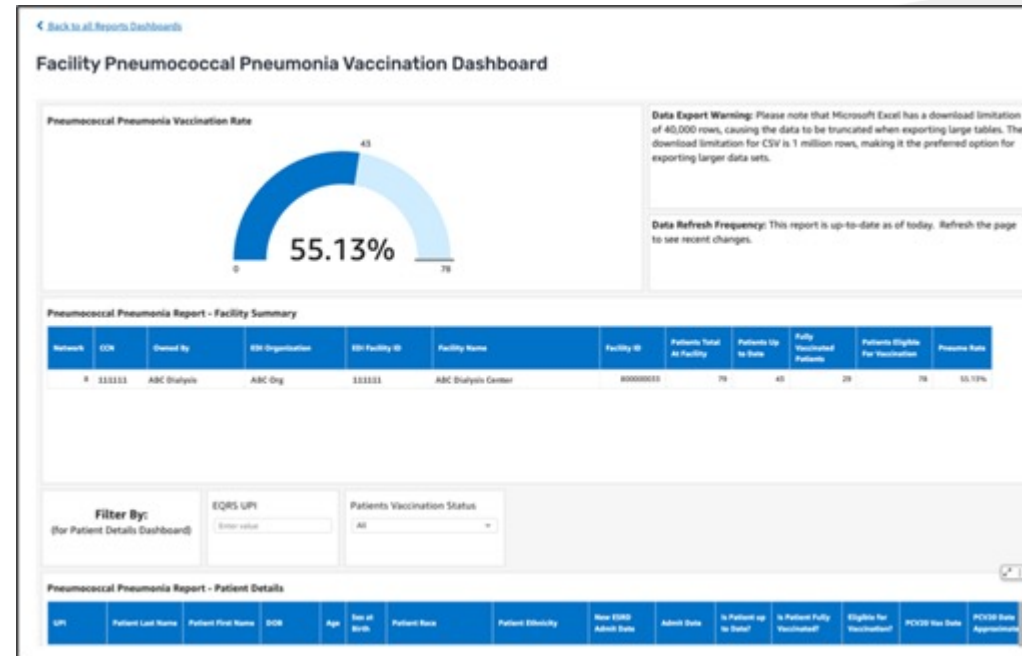 Back to all Reports Dashboards
Facility Pneumococcal Pneumonia Vaccination Dashboard
Pneumococcal Pneumonia Vaccination Rate
43
55.13%
0
78
Data Export Warning: Please note that Microsoft Excel has a download limitation
of 40,000 rows, causing the data to be truncated when exporting large tables. The
download limitation for CSV is 1 million rows, making it the preferred option for
exporting larger data sets.
Data Refresh Frequency: This report is up-to-date as of today. Refresh the page
to see recent changes.
Pneumococcal Pneumonia Report - Facility Summary
Network CCN Owned By EDI Organization EDI Facility ID Facility Name Facility ID Patients Total At Facility Patients Up to Date Fully Vaccinated Patients Patients Eligible For Vaccination Pneumo Rate
111111 ABC Dialysis ABC Org 111111 ABC Dialysis Center 43 78 55.13%
Filter By:
(for Patient Details Dashboard)
EQRS UPI
Enter value
Patients Vaccination Status
All
Pneumococcal Pneumonia Report - Patient Details
UPI Patient Last Name Patient First Name DOB Age Sex at Birth Patient Race Patient Ethnicity New ESRD Admit Date Admit Date Is Patient up to Date? Is Patient Fully Vaccinated? Eligible for Vaccination? PCV20 Vax Date PCV20 Date Approximate